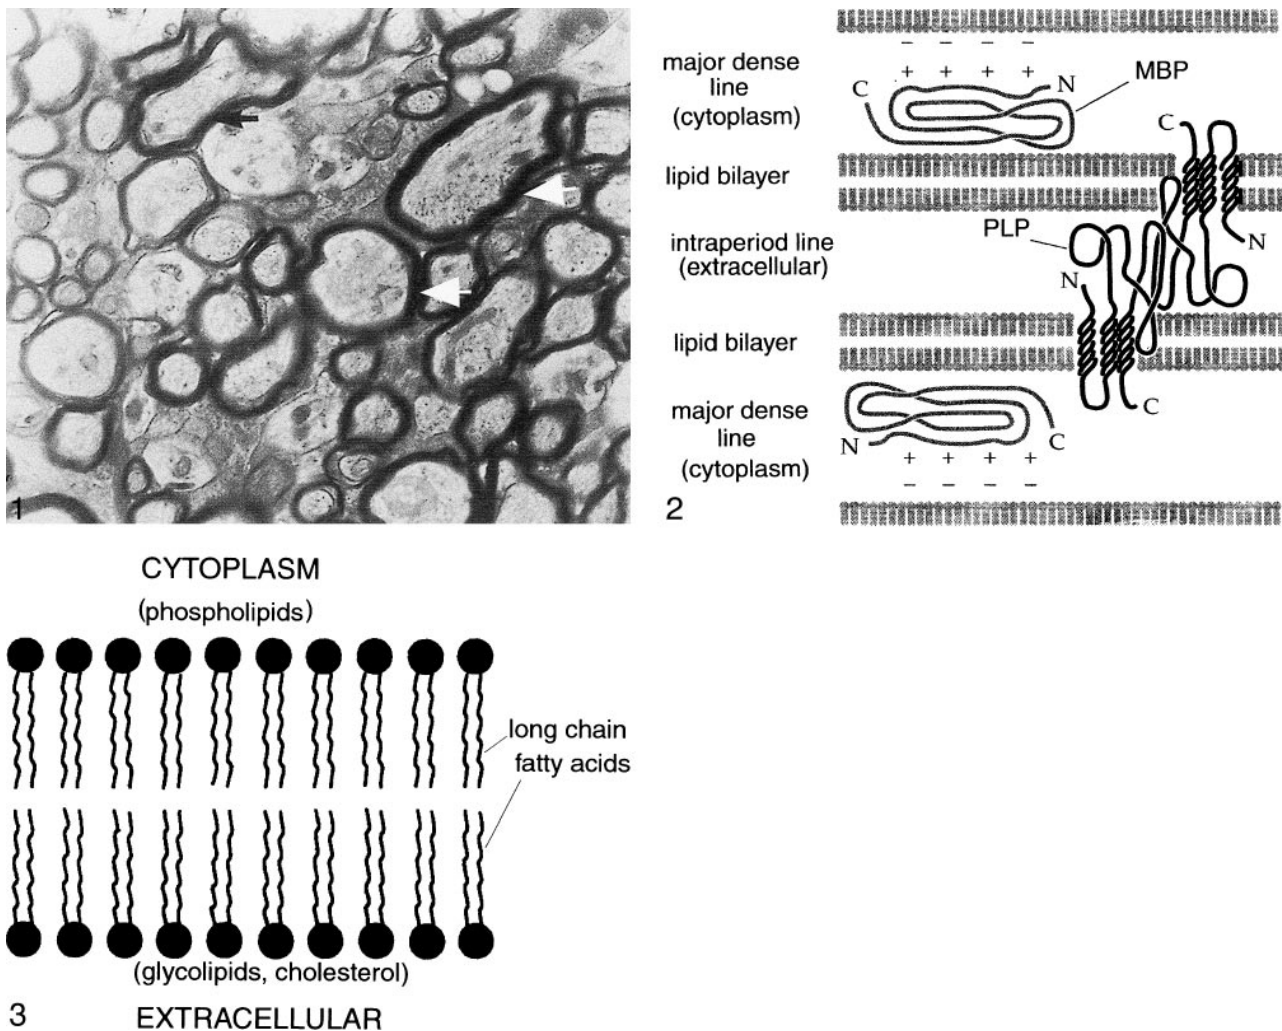 1
major dense
line
(cytoplasm)
lipid bilayer
intraperiod line
(extracellular)
lipid bilayer
major dense
line
(cytoplasm)
− − − −
+ + + +
C
N
MBP
C
PLP
N
N
C
N
C
+ + + +
− − − −
2
CYTOPLASM
(phospholipids)
long chain
fatty acids
(glycolipids, cholesterol)
3
EXTRACELLULAR